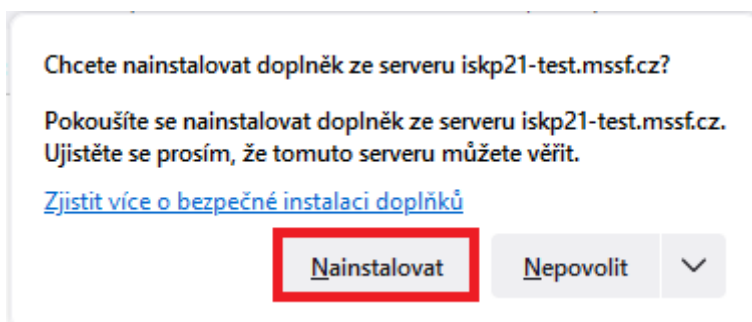 Chcete nainstalovat doplněk ze serveru iskp21-test.mssf.cz?
Pokoušíte se nainstalovat doplněk ze serveru iskp21-test.mssf.cz.
Ujistěte se prosím, že tomuto serveru můžete věřit.
Zjistit více o bezpečné instalaci doplňků
Nainstalovat Nepovolit